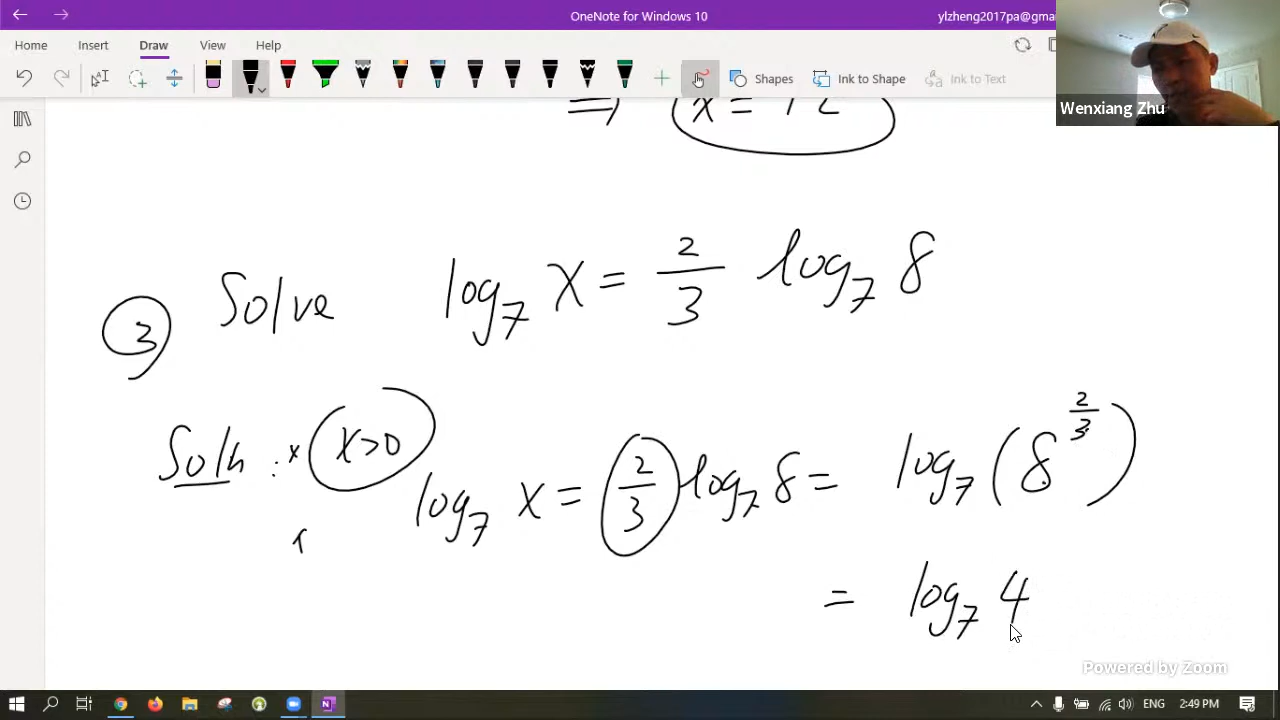 OneNote for Windows 10
ylzheng2017pa@gma
Home Insert Draw View Help
Shapes Ink to Shape Ink to Text
Wenxiang Zhu
⇒ x = 12
③ Solve log₇ x = 2/3 log₇ 8
Soln : x x>0
log₇ x = 2/3 log₇ 8 = log₇ (8^(2/3))
= log₇ 4
Powered by Zoom
ENG 2:49 PM